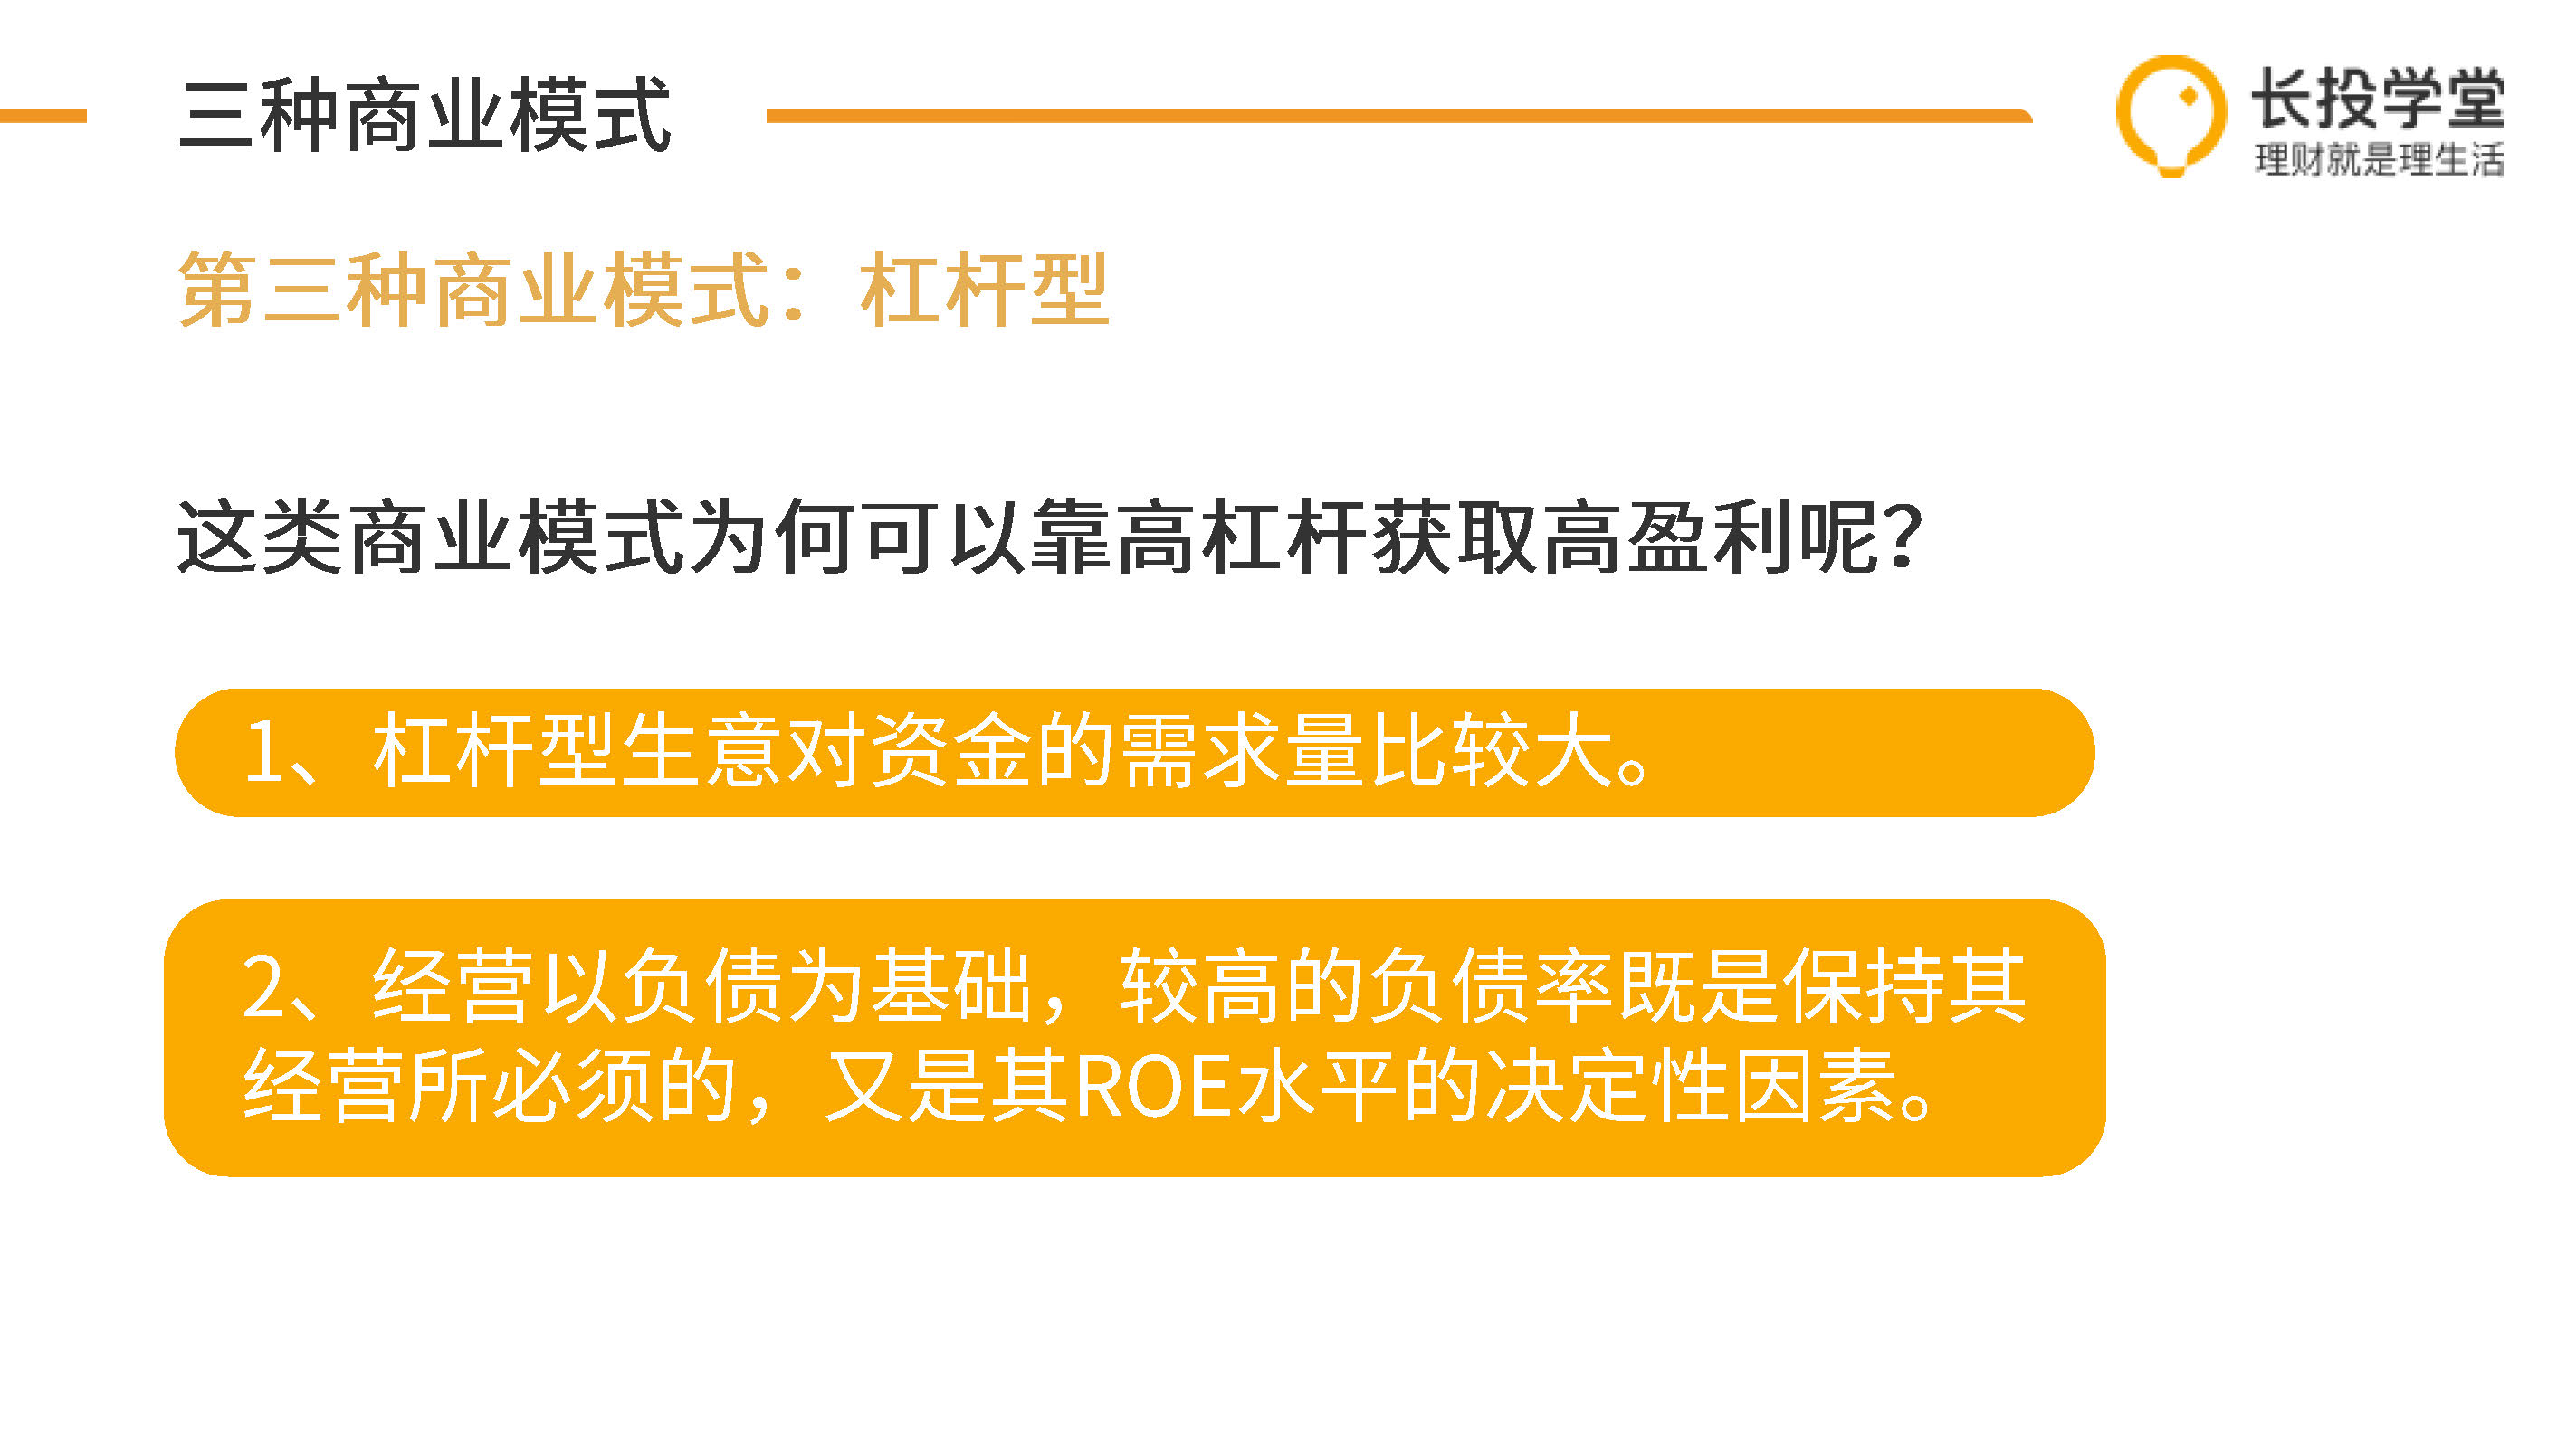 三种商业模式
长投学堂
理财就是理生活
第三种商业模式：杠杆型
这类商业模式为何可以靠高杠杆获取高盈利呢？
1、杠杆型生意对资金的需求量比较大。
2、经营以负债为基础，较高的负债率既是保持其
经营所必须的，又是其ROE水平的决定性因素。